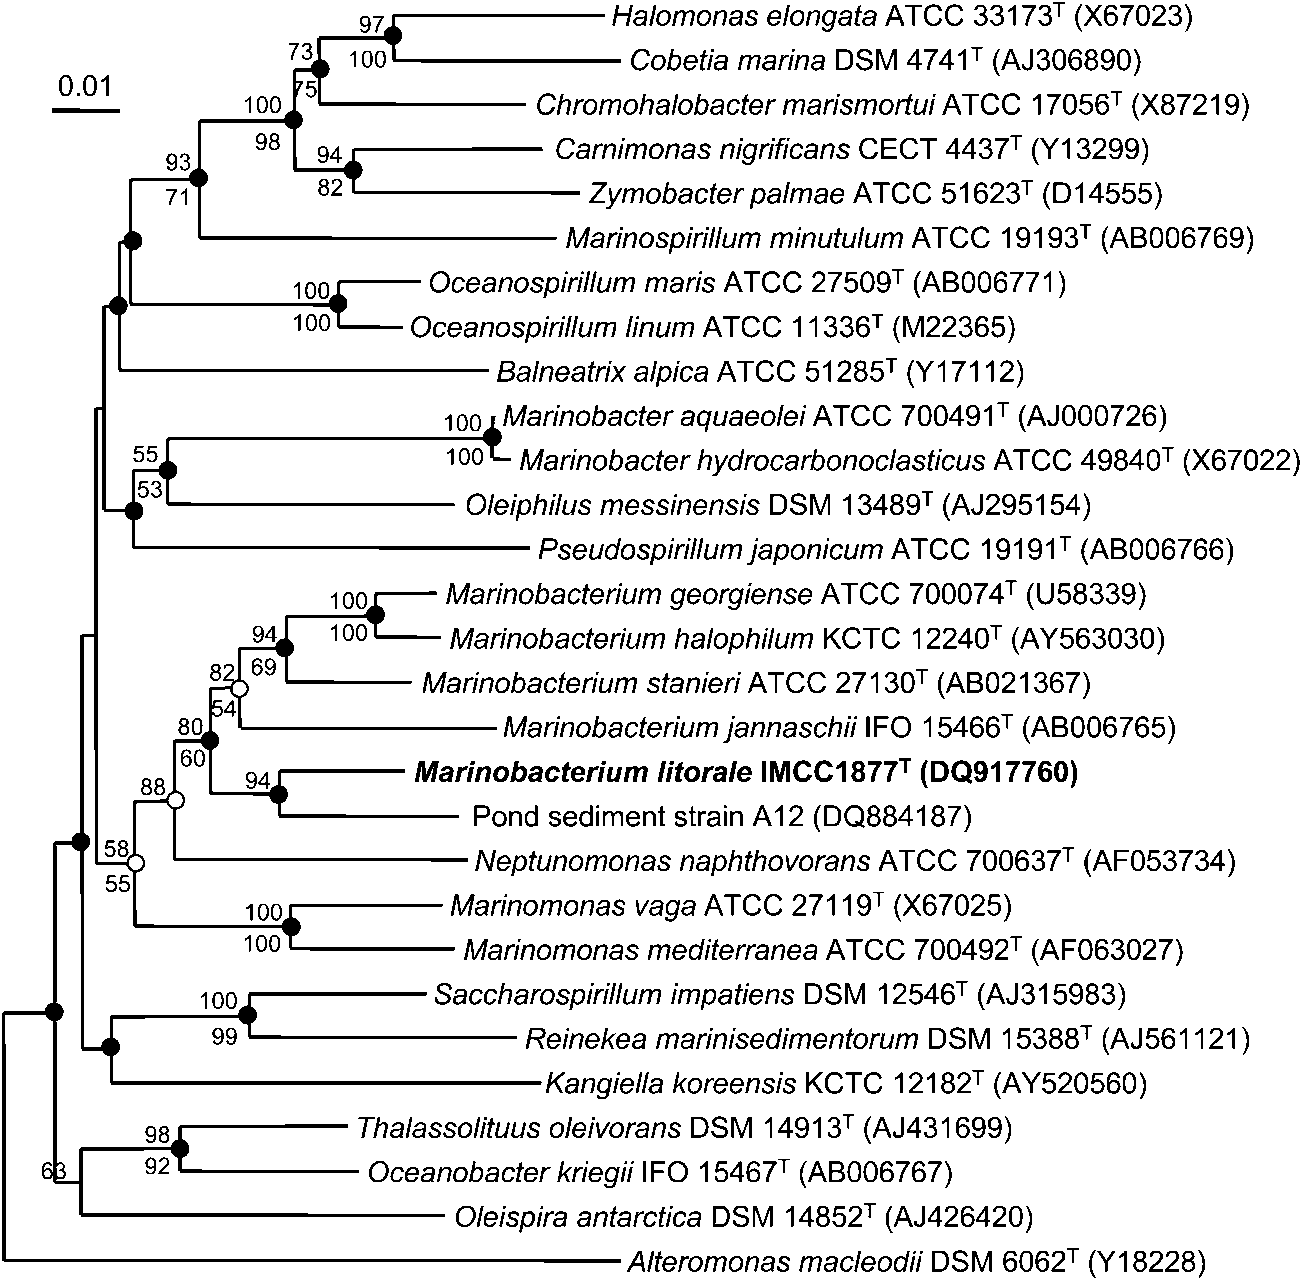 Halomonas elongata ATCC 33173T (X67023)
97
73
Cobetia marina DSM 4741T (AJ306890)
100
0.01
75
Chromohalobacter marismortui ATCC 17056T (X87219)
100
98
Carnimonas nigrificans CECT 4437T (Y13299)
94
93
82
Zymobacter palmae ATCC 51623T (D14555)
71
Marinospirillum minutulum ATCC 19193T (AB006769)
Oceanospirillum maris ATCC 27509T (AB006771)
100
100
Oceanospirillum linum ATCC 11336T (M22365)
Balneatrix alpica ATCC 51285T (Y17112)
Marinobacter aquaeolei ATCC 700491T (AJ000726)
100
55
100
Marinobacter hydrocarbonoclasticus ATCC 49840T (X67022)
53
Oleiphilus messinensis DSM 13489T (AJ295154)
Pseudospirillum japonicum ATCC 19191T (AB006766)
Marinobacterium georgiense ATCC 700074T (U58339)
100
94
100
Marinobacterium halophilum KCTC 12240T (AY563030)
82
69
Marinobacterium stanieri ATCC 27130T (AB021367)
54
80
Marinobacterium jannaschii IFO 15466T (AB006765)
60
Marinobacterium litorale IMCC1877T (DQ917760)
94
88
Pond sediment strain A12 (DQ884187)
58
Neptunomonas naphthovorans ATCC 700637T (AF053734)
55
Marinomonas vaga ATCC 27119T (X67025)
100
100
Marinomonas mediterranea ATCC 700492T (AF063027)
Saccharospirillum impatiens DSM 12546T (AJ315983)
100
99
Reinekea marinisedimentorum DSM 15388T (AJ561121)
Kangiella koreensis KCTC 12182T (AY520560)
Thalassolituus oleivorans DSM 14913T (AJ431699)
98
63
92
Oceanobacter kriegii IFO 15467T (AB006767)
Oleispira antarctica DSM 14852T (AJ426420)
Alteromonas macleodii DSM 6062T (Y18228)